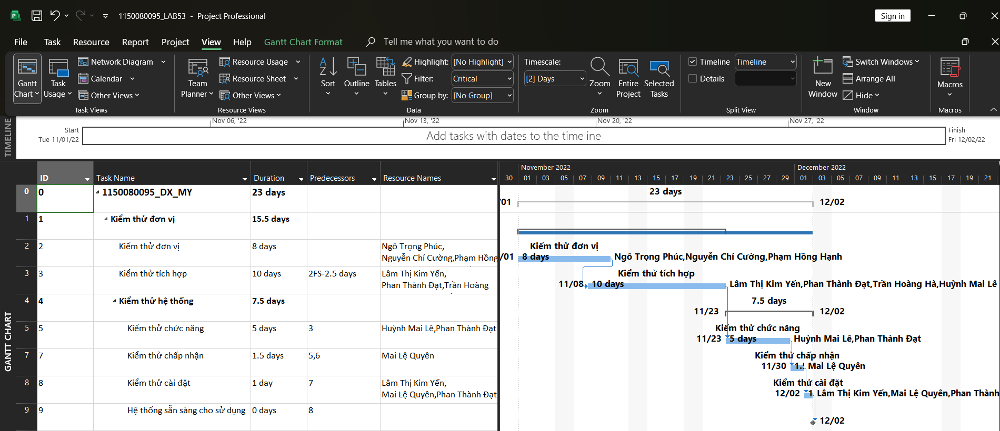 1150080095_LAB53 - Project Professional
Sign in
File Task Resource Report Project View Help Gantt Chart Format Tell me what you want to do
Gantt Chart
Task Usage
Network Diagram
Calendar
Other Views
Task Views
Team Planner
Resource Usage
Resource Sheet
Other Views
Resource Views
Sort
Outline
Tables
Highlight: [No Highlight]
Filter: Critical
Group by: [No Group]
Data
Timescale:
[2] Days
Zoom
Entire Project
Selected Tasks
Zoom
Timeline Timeline
Details
Split View
New Window
Switch Windows
Arrange All
Hide
Window
Macros
Macros
TIMELINE
Nov 06, '22 Nov 13, '22 Nov 20, '22 Nov 27, '22
Start
Tue 11/01/22
Add tasks with dates to the timeline
Finish
Fri 12/02/22
GANTT CHART
ID Task Name Duration Predecessors Resource Names
0 0 1150080095_DX_MY 23 days
1 1 Kiểm thử đơn vị 15.5 days
2 2 Kiểm thử đơn vị 8 days Ngô Trọng Phúc,
Nguyễn Chí Cường,Phạm Hồng
3 3 Kiểm thử tích hợp 10 days 2FS-2.5 days Lâm Thị Kim Yến,
Phan Thành Đạt,Trần Hoàng
4 4 Kiểm thử hệ thống 7.5 days
5 5 Kiểm thử chức năng 5 days 3 Huỳnh Mai Lê,Phan Thành Đạt
7 7 Kiểm thử chấp nhận 1.5 days 5,6 Mai Lệ Quyên
8 8 Kiểm thử cài đặt 1 day 7 Lâm Thị Kim Yến,
Mai Lệ Quyên,Phan Thành Đạt
9 9 Hệ thống sẵn sàng cho sử dụng 0 days 8
November 2022 December 2022
30 01 03 05 07 09 11 13 15 17 19 21 23 25 27 29 01 03 05 07 09 11 13 15 17 19 21
23 days
/01 12/02
Kiểm thử đơn vị
/01 8 days Ngô Trọng Phúc,Nguyễn Chí Cường,Phạm Hồng Hạnh
Kiểm thử tích hợp
11/08 10 days Lâm Thị Kim Yến,Phan Thành Đạt,Trần Hoàng Hà,Huỳnh Mai Lê
7.5 days
11/23 12/02
Kiểm thử chức năng
11/23 5 days Huỳnh Mai Lê,Phan Thành Đạt
Kiểm thử chấp nhận
11/30 1.5 Mai Lệ Quyên
Kiểm thử cài đặt
12/02 1 Lâm Thị Kim Yến,Mai Lệ Quyên,Phan Thành
12/02